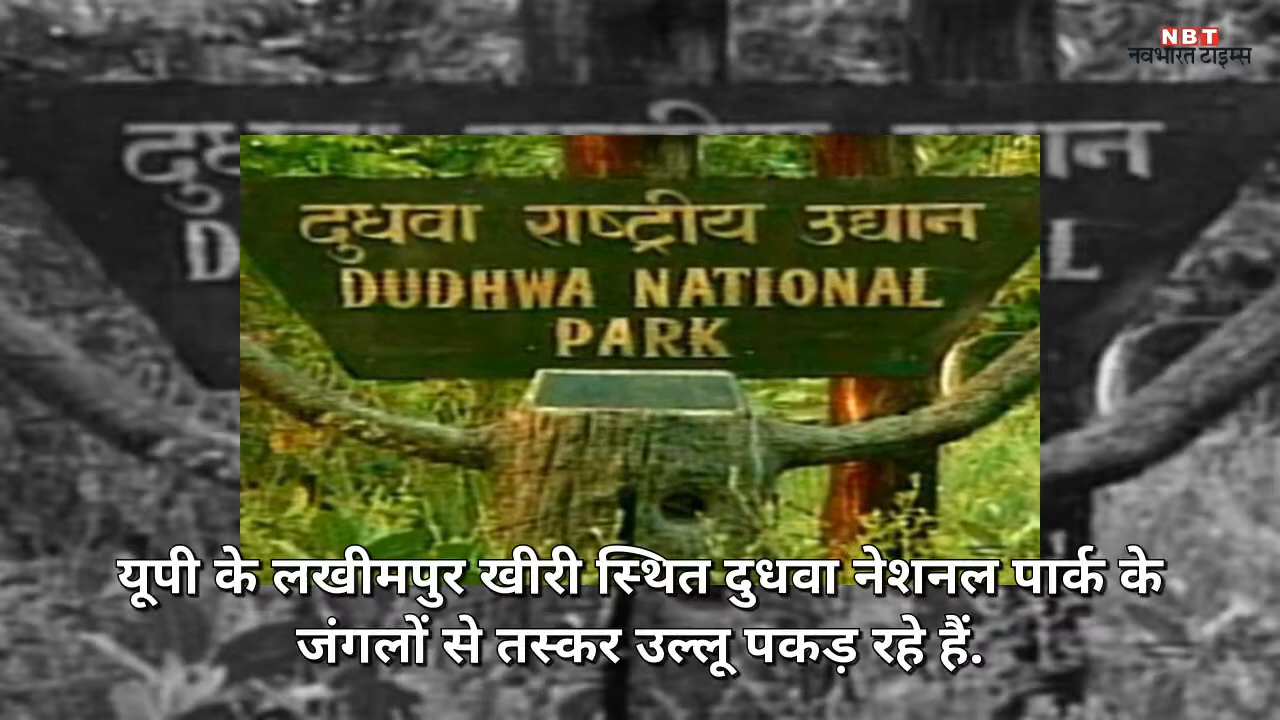 NBT
नवभारत टाइम्स
दुधवा राष्ट्रीय उद्यान
DUDHWA NATIONAL
PARK
यूपी के लखीमपुर खीरी स्थित दुधवा नेशनल पार्क के
जंगलों से तस्कर उल्लू पकड़ रहे हैं.